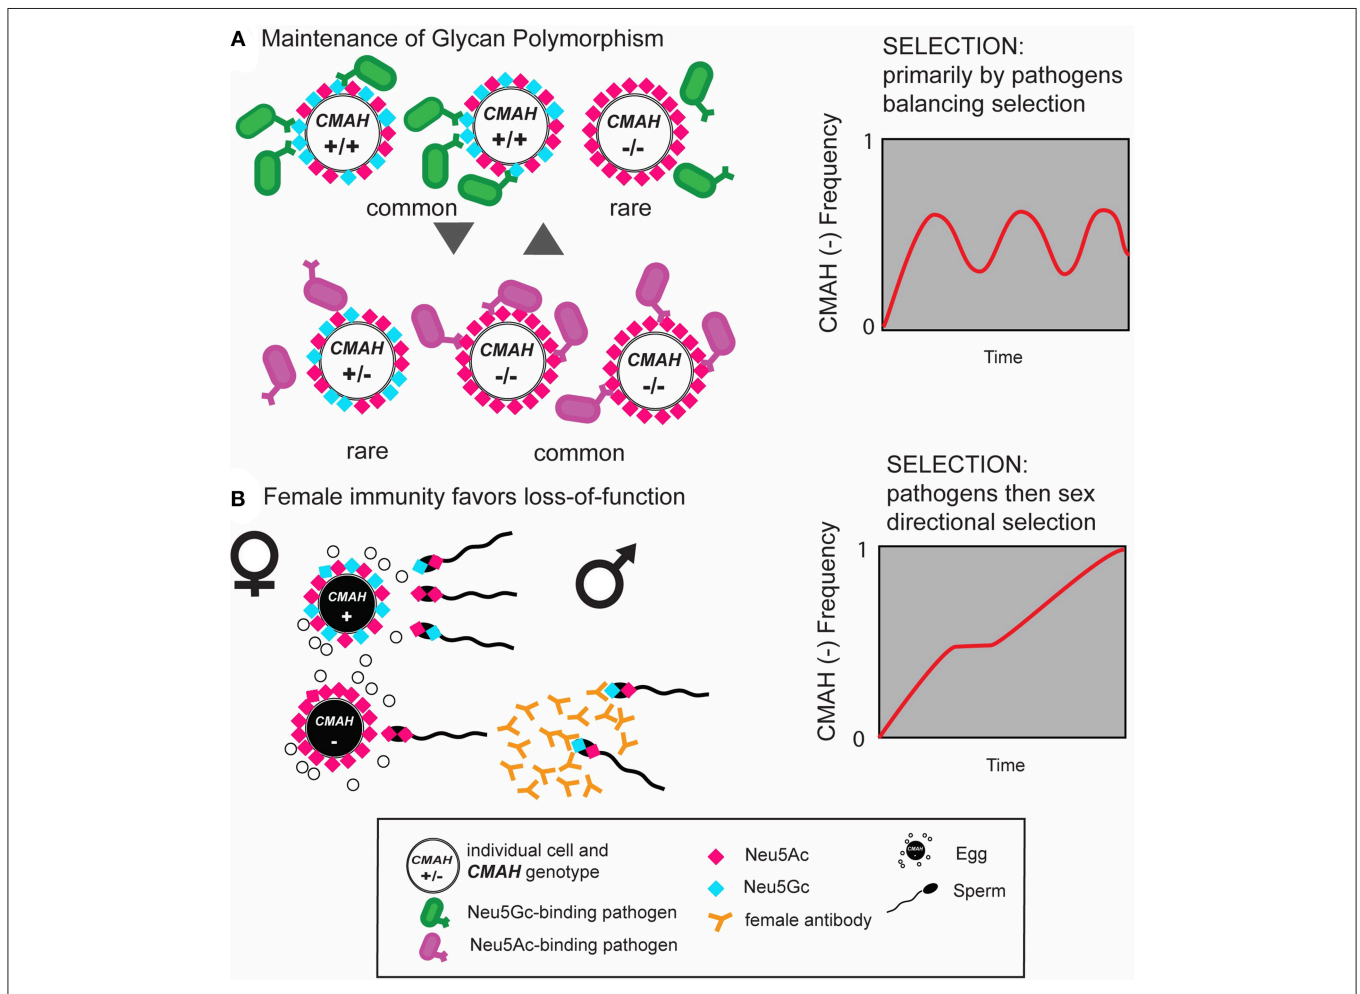 A Maintenance of Glycan Polymorphism
CMAH
+/+
CMAH
+/+
CMAH
-/-
common
rare
CMAH
+/-
CMAH
-/-
CMAH
-/-
rare
common
SELECTION:
primarily by pathogens
balancing selection
1
0
CMAH (-) Frequency
Time
B Female immunity favors loss-of-function
CMAH
+
CMAH
-
SELECTION:
pathogens then sex
directional selection
1
0
CMAH (-) Frequency
Time
CMAH
+/-
individual cell and
CMAH genotype
Neu5Gc-binding pathogen
Neu5Ac-binding pathogen
Neu5Ac
Neu5Gc
female antibody
CMAH
-
Egg
Sperm